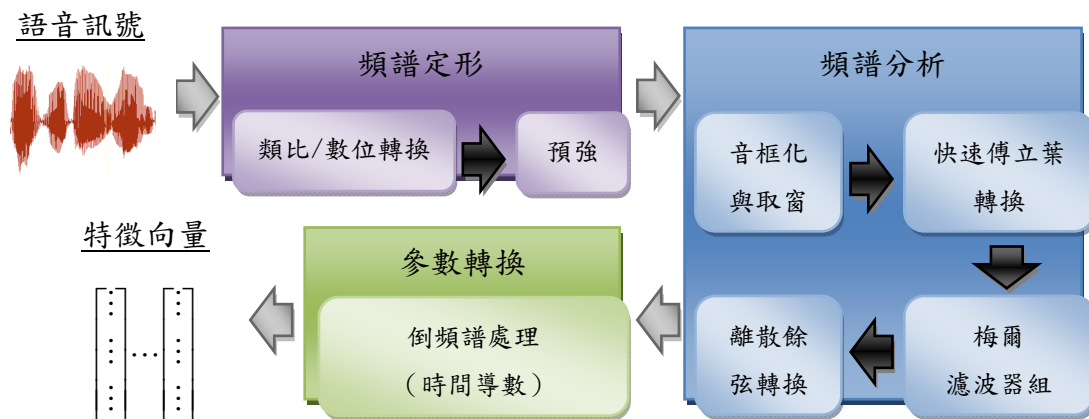 語音訊號
頻譜定形
類比/數位轉換
預強
頻譜分析
音框化
與取窗
快速傅立葉
轉換
梅爾
濾波器組
離散餘
弦轉換
參數轉換
倒頻譜處理
（時間導數）
特徵向量